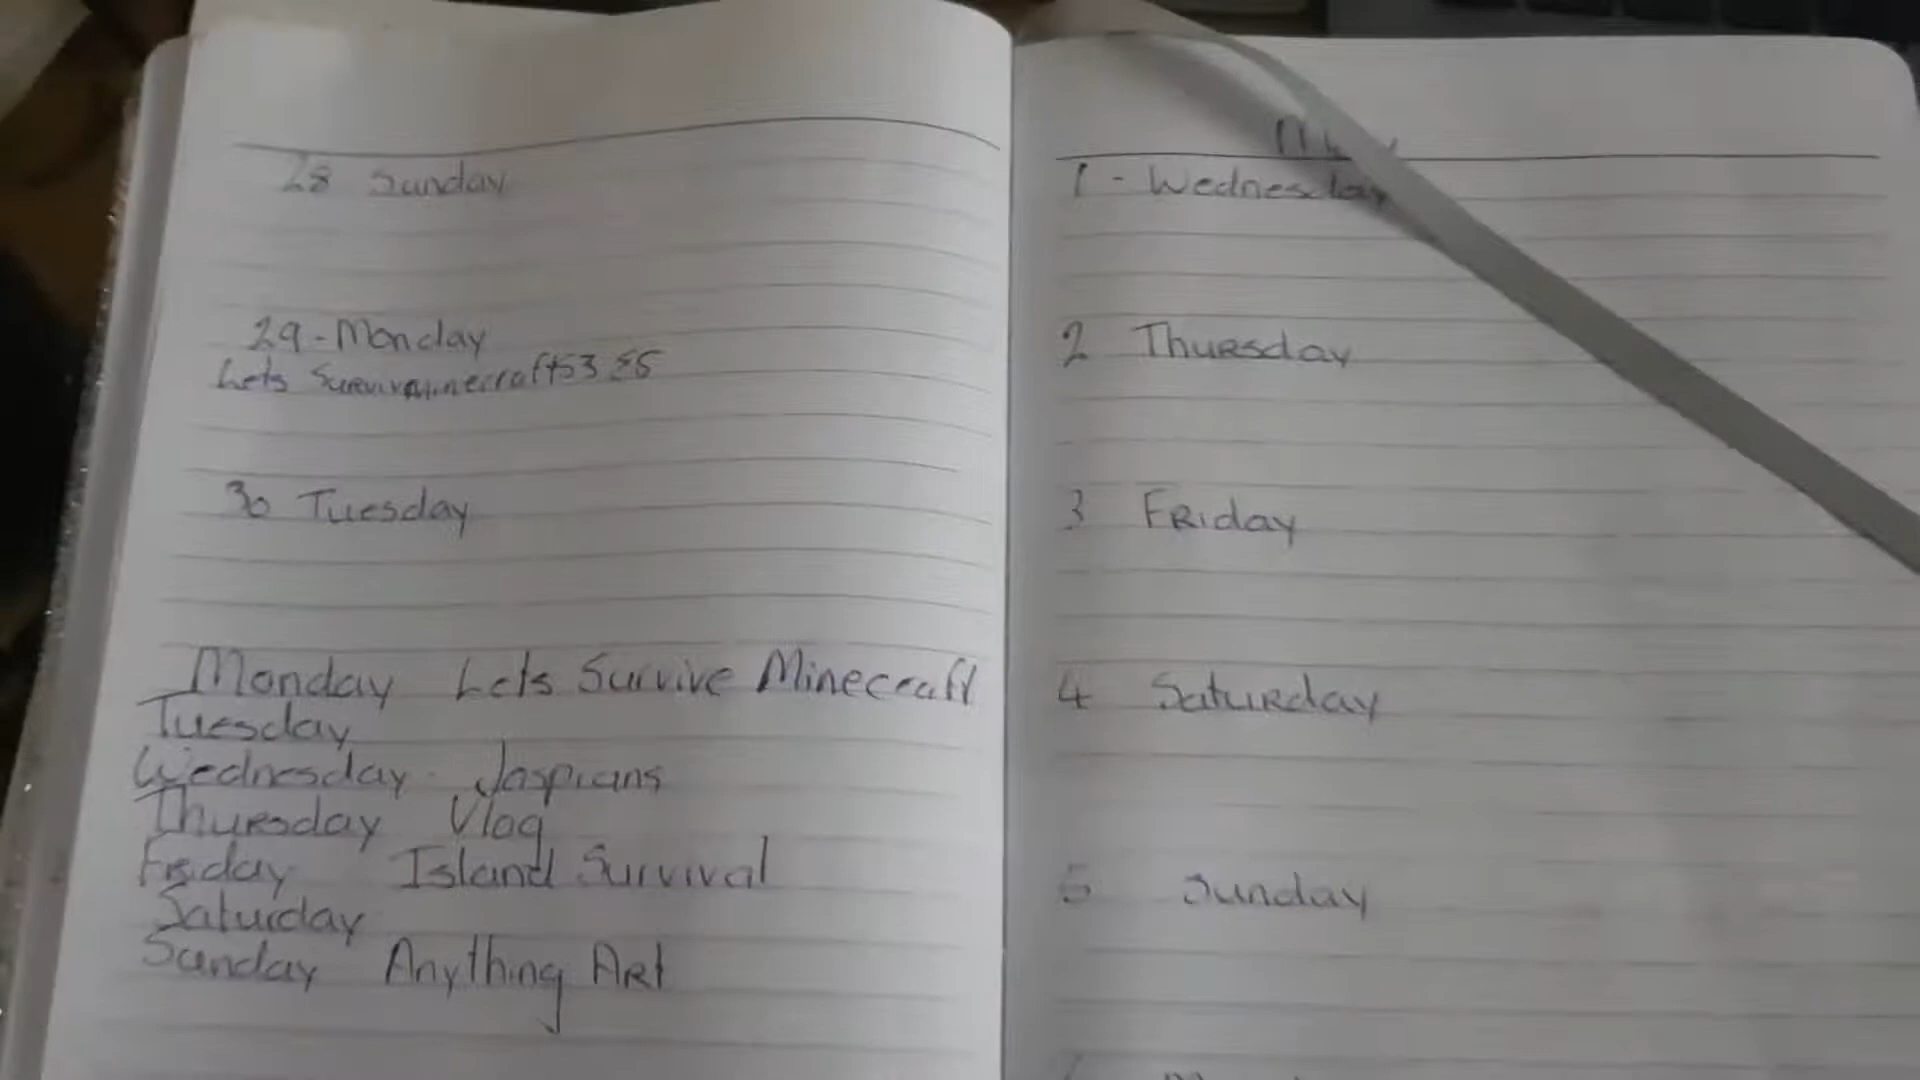 28 Sunday
29 - Monday
Lets Survive Minecraft S3 E5
30 Tuesday
Monday Lets Survive Minecraft
Tuesday
Wednesday - Jaspians
Thursday Vlog
Friday Island Survival
Saturday
Sunday Anything Art
1 - Wednesday
2 Thursday
3 Friday
4 Saturday
5 Sunday